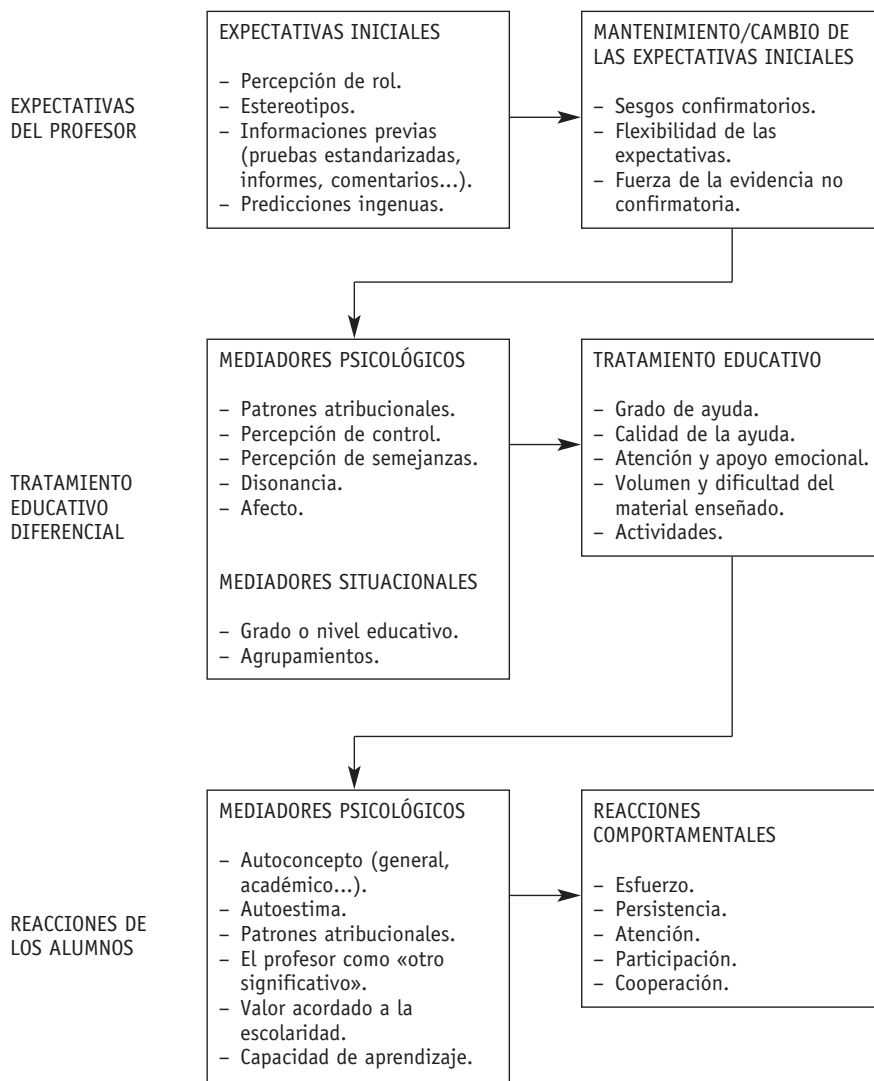 EXPECTATIVAS
DEL PROFESOR
EXPECTATIVAS INICIALES
– Percepción de rol.
– Estereotipos.
– Informaciones previas
(pruebas estandarizadas,
informes, comentarios...).
– Predicciones ingenuas.
MANTENIMIENTO/CAMBIO DE
LAS EXPECTATIVAS INICIALES
– Sesgos confirmatorios.
– Flexibilidad de las
expectativas.
– Fuerza de la evidencia no
confirmatoria.
TRATAMIENTO
EDUCATIVO
DIFERENCIAL
MEDIADORES PSICOLÓGICOS
– Patrones atribucionales.
– Percepción de control.
– Percepción de semejanzas.
– Disonancia.
– Afecto.
MEDIADORES SITUACIONALES
– Grado o nivel educativo.
– Agrupamientos.
TRATAMIENTO EDUCATIVO
– Grado de ayuda.
– Calidad de la ayuda.
– Atención y apoyo emocional.
– Volumen y dificultad del
material enseñado.
– Actividades.
REACCIONES DE
LOS ALUMNOS
MEDIADORES PSICOLÓGICOS
– Autoconcepto (general,
académico...).
– Autoestima.
– Patrones atribucionales.
– El profesor como «otro
significativo».
– Valor acordado a la
escolaridad.
– Capacidad de aprendizaje.
REACCIONES
COMPORTAMENTALES
– Esfuerzo.
– Persistencia.
– Atención.
– Participación.
– Cooperación.